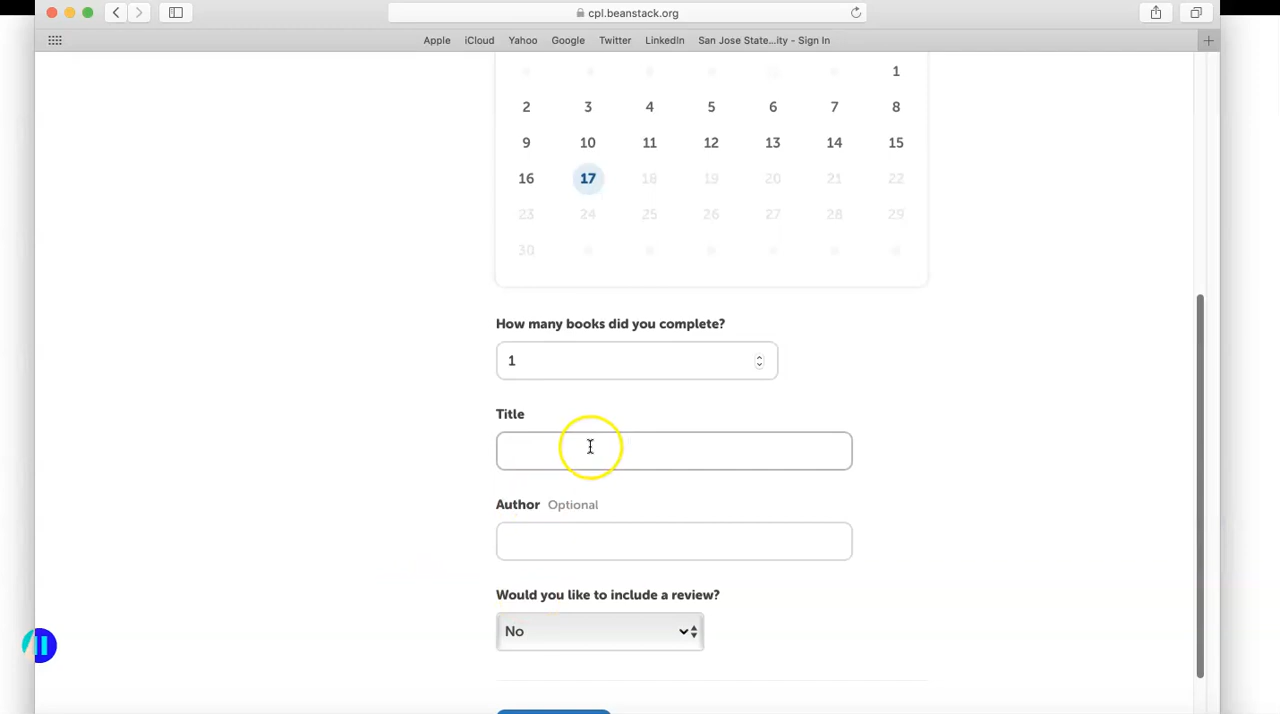 cpl.beanstack.org
Apple iCloud Yahoo Google Twitter LinkedIn San Jose State...ity - Sign In
1
2 3 4 5 6 7 8
9 10 11 12 13 14 15
16 17 18 19 20 21 22
23 24 25 26 27 28 29
30
How many books did you complete?
1
Title
Author Optional
Would you like to include a review?
No